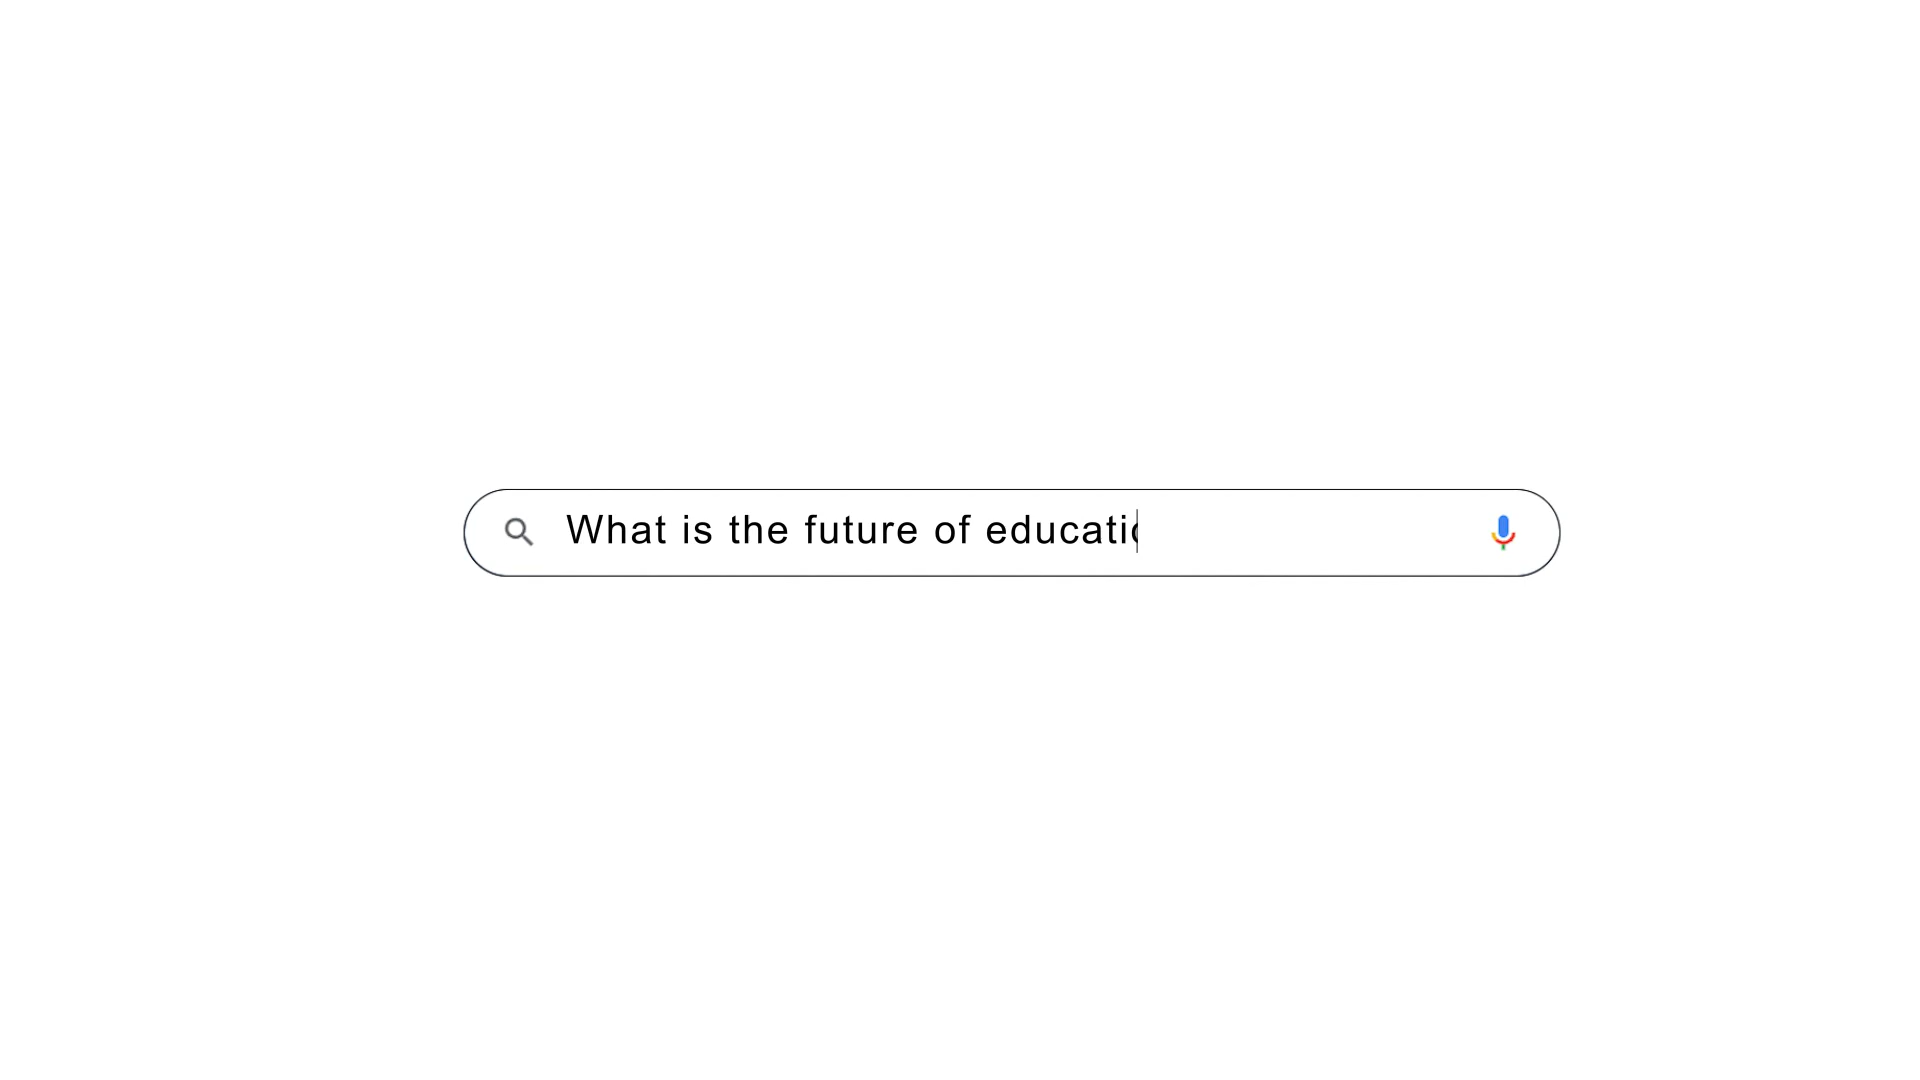 What is the future of educati